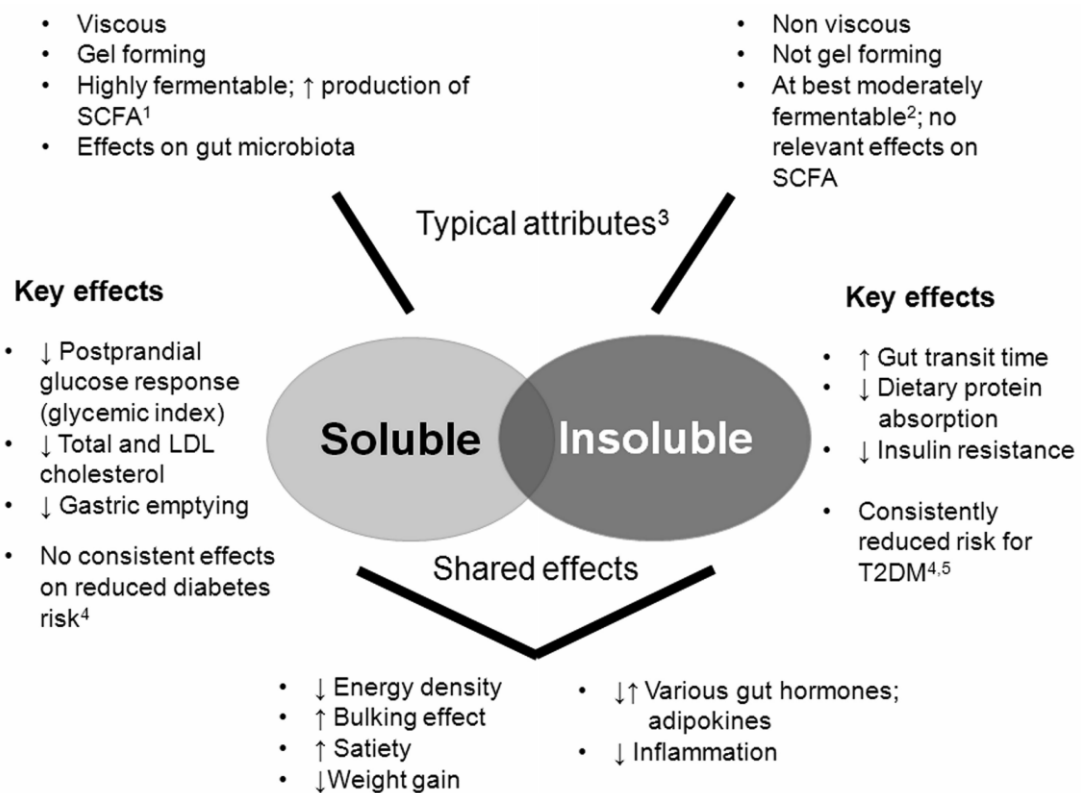 • Viscous
• Gel forming
• Highly fermentable; ↑ production of
SCFA¹
• Effects on gut microbiota
• Non viscous
• Not gel forming
• At best moderately
fermentable²; no
relevant effects on
SCFA
Typical attributes³
Key effects
• ↓ Postprandial
glucose response
(glycemic index)
• ↓ Total and LDL
cholesterol
• ↓ Gastric emptying
• No consistent effects
on reduced diabetes
risk⁴
Soluble
Insoluble
Key effects
• ↑ Gut transit time
• ↓ Dietary protein
absorption
• ↓ Insulin resistance
• Consistently
reduced risk for
T2DM⁴,⁵
Shared effects
• ↓ Energy density
• ↑ Bulking effect
• ↑ Satiety
• ↓Weight gain
• ↓↑ Various gut hormones;
adipokines
• ↓ Inflammation